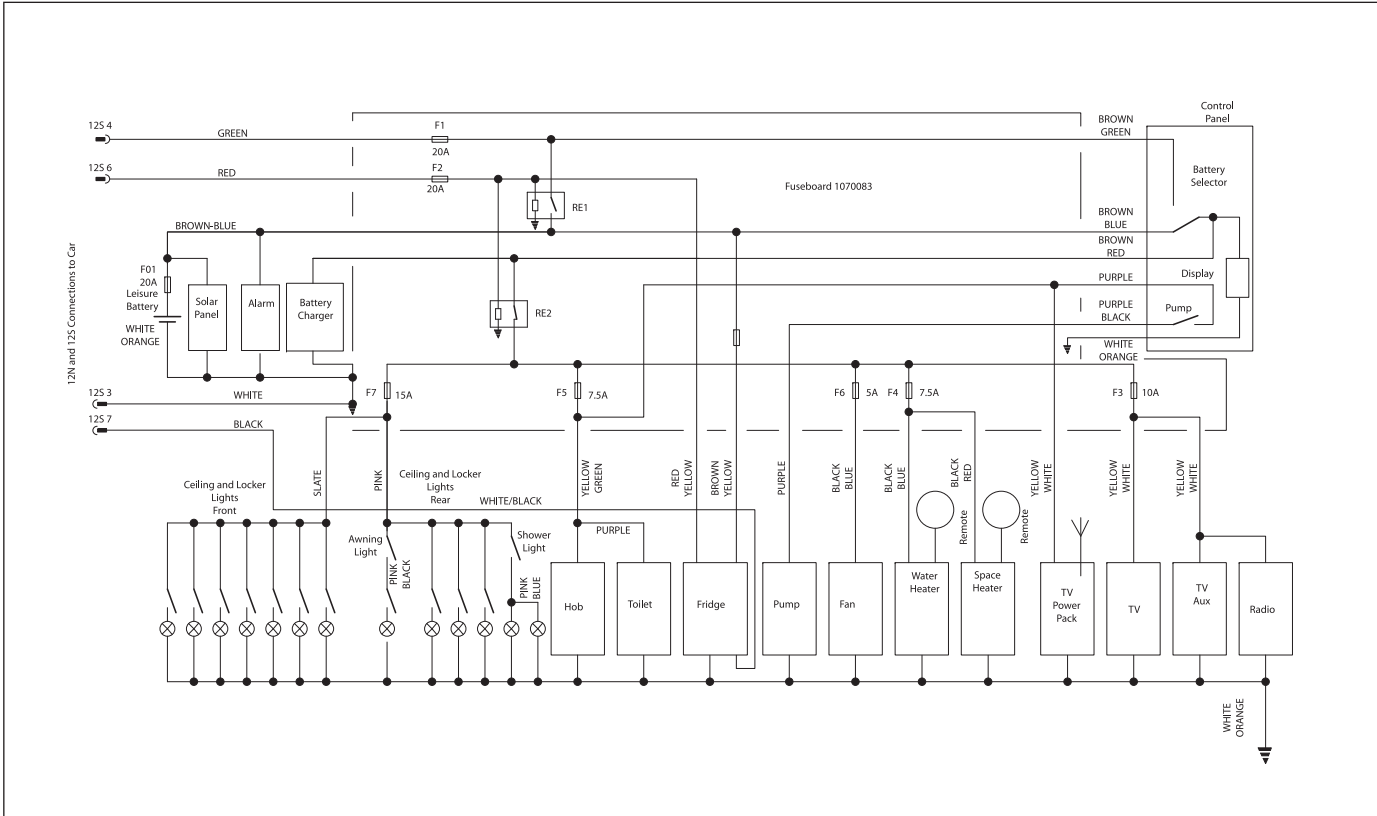 Control
Panel
12S 4
GREEN
F1
20A
BROWN
GREEN
12S 6
RED
F2
20A
Fuseboard 1070083
Battery
Selector
RE1
BROWN-BLUE
BROWN
BLUE
BROWN
RED
12N and 12S Connections to Car
F01
20A
Leisure
Battery
WHITE
ORANGE
Solar
Panel
Alarm
Battery
Charger
RE2
PURPLE
Display
PURPLE
BLACK
Pump
WHITE
ORANGE
12S 3
WHITE
12S 7
BLACK
F7
15A
F5
7.5A
F6
5A
F4
7.5A
F3
10A
SLATE
PINK
Ceiling and Locker
Lights
Front
Ceiling and Locker
Lights
Rear
WHITE/BLACK
YELLOW
GREEN
RED
YELLOW
BROWN
YELLOW
PURPLE
BLACK
BLUE
BLACK
BLUE
BLACK
RED
YELLOW
WHITE
YELLOW
WHITE
YELLOW
WHITE
Remote
Remote
Awning
Light
PINK
BLACK
Shower
Light
PINK
BLUE
PURPLE
Hob
Toilet
Fridge
Pump
Fan
Water
Heater
Space
Heater
TV
Power
Pack
TV
TV
Aux
Radio
WHITE
ORANGE